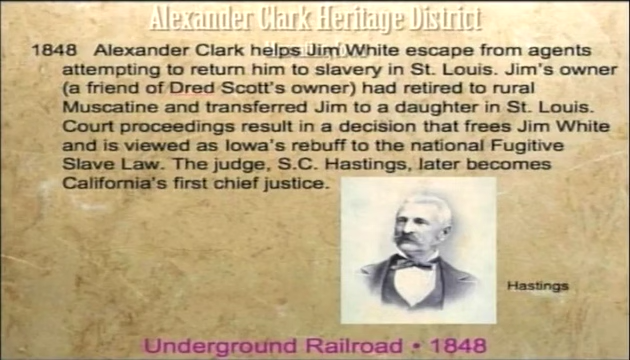 Alexander Clark Heritage District
1848 Alexander Clark helps Jim White escape from agents
attempting to return him to slavery in St. Louis. Jim's owner
(a friend of Dred Scott's owner) had retired to rural
Muscatine and transferred Jim to a daughter in St. Louis.
Court proceedings result in a decision that frees Jim White
and is viewed as Iowa's rebuff to the national Fugitive
Slave Law. The judge, S.C. Hastings, later becomes
California's first chief justice.
Hastings
Underground Railroad • 1848